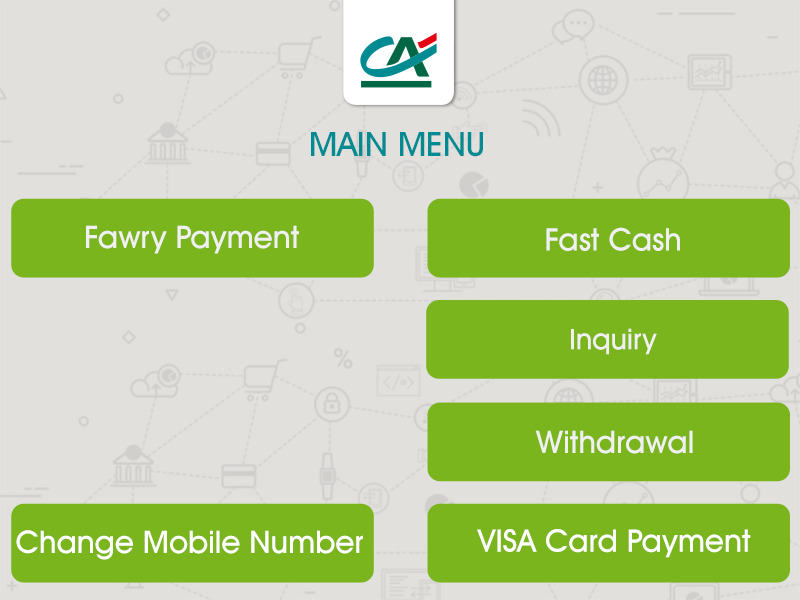 CA
MAIN MENU
Fawry Payment
Fast Cash
Inquiry
Withdrawal
Change Mobile Number
VISA Card Payment